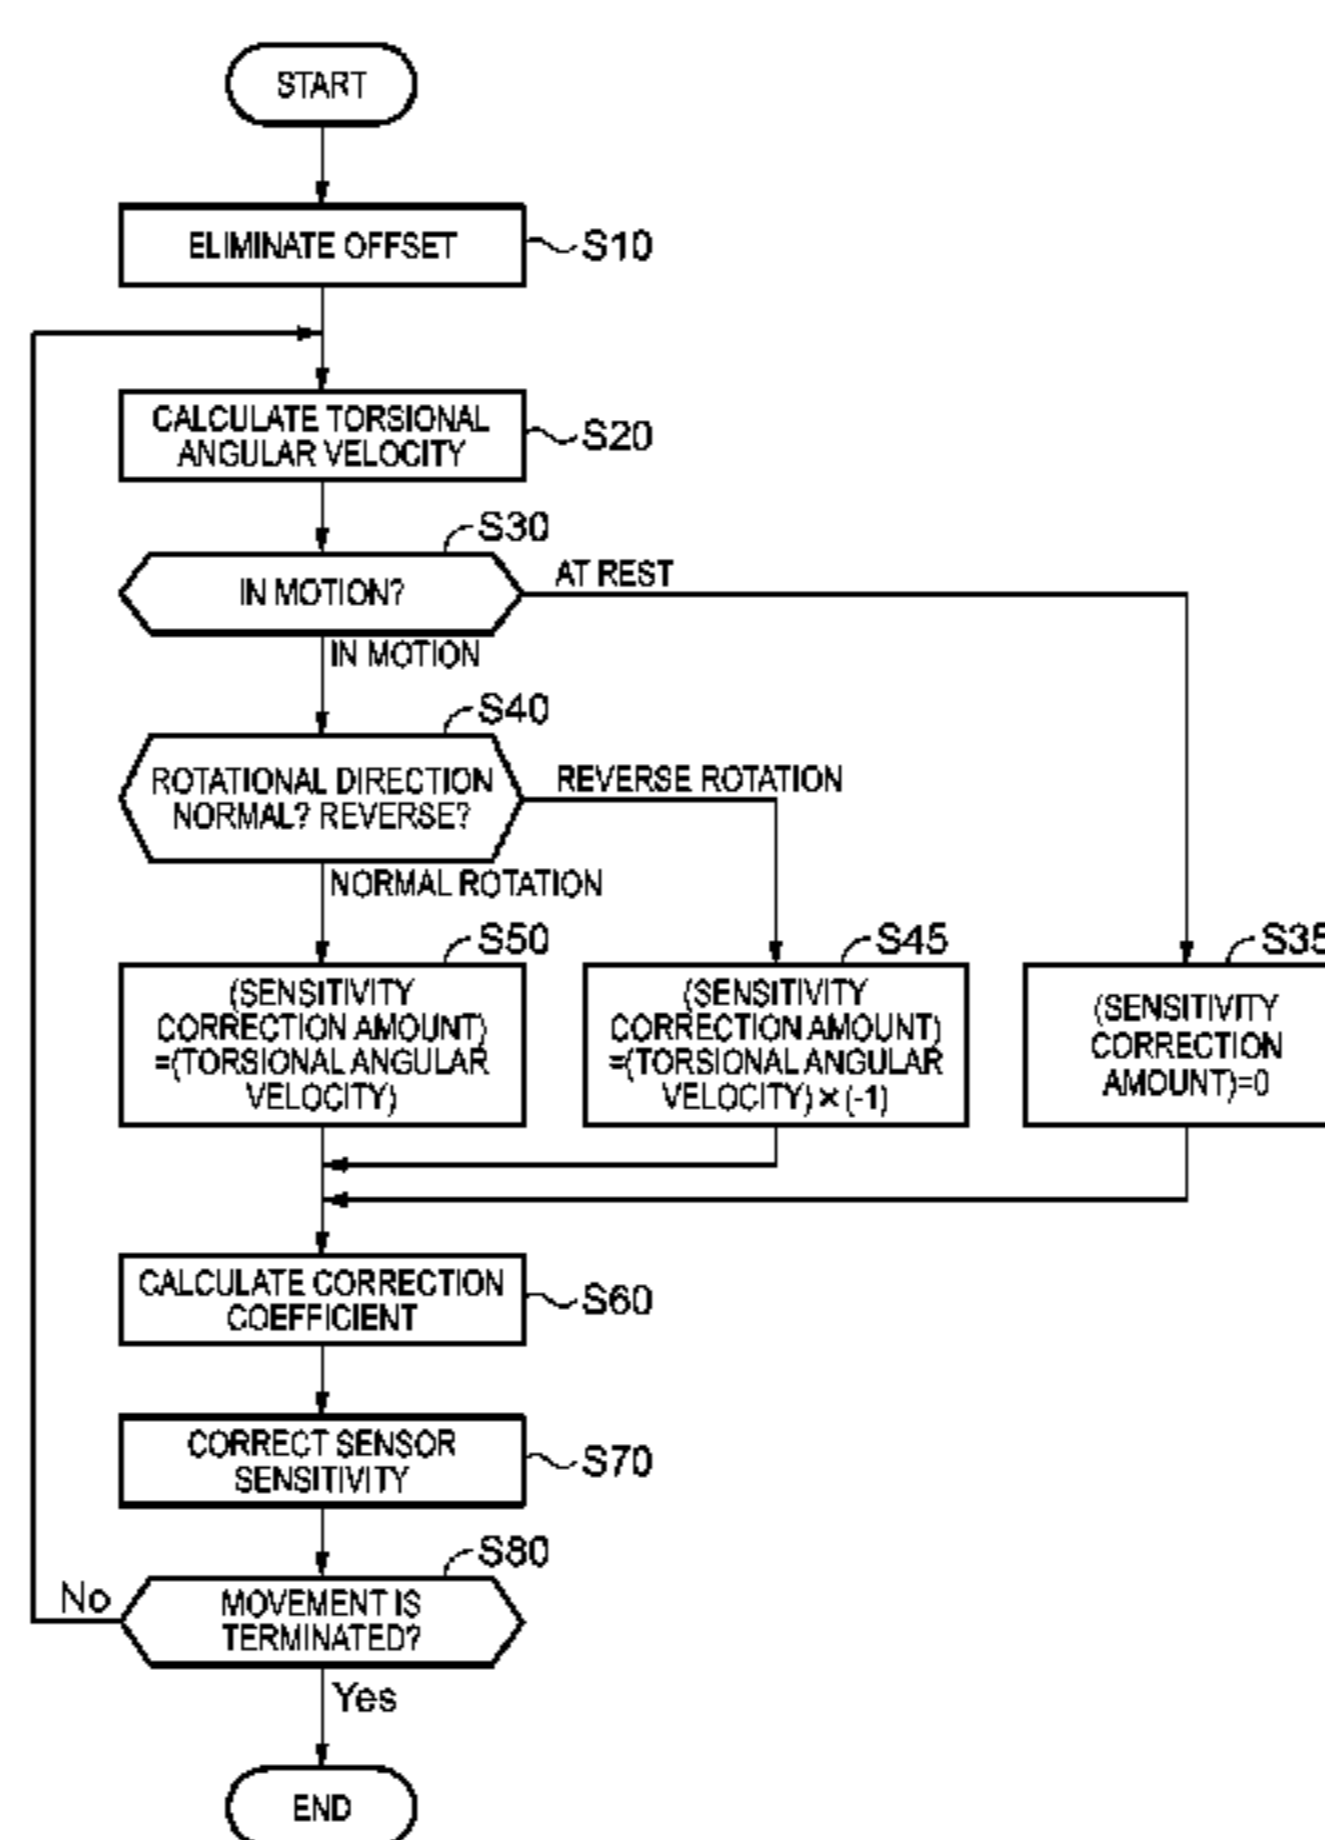 START
ELIMINATE OFFSET
S10
CALCULATE TORSIONAL
ANGULAR VELOCITY
S20
S30
IN MOTION?
AT REST
IN MOTION
S40
ROTATIONAL DIRECTION
NORMAL? REVERSE?
REVERSE ROTATION
NORMAL ROTATION
S50
(SENSITIVITY
CORRECTION AMOUNT)
=(TORSIONAL ANGULAR
VELOCITY)
S45
(SENSITIVITY
CORRECTION AMOUNT)
=(TORSIONAL ANGULAR
VELOCITY)×(-1)
S35
(SENSITIVITY
CORRECTION
AMOUNT)=0
CALCULATE CORRECTION
COEFFICIENT
S60
CORRECT SENSOR
SENSITIVITY
S70
S80
MOVEMENT IS
TERMINATED?
No
Yes
END